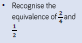 • Recognise the
equivalence of 2/4 and
1/2